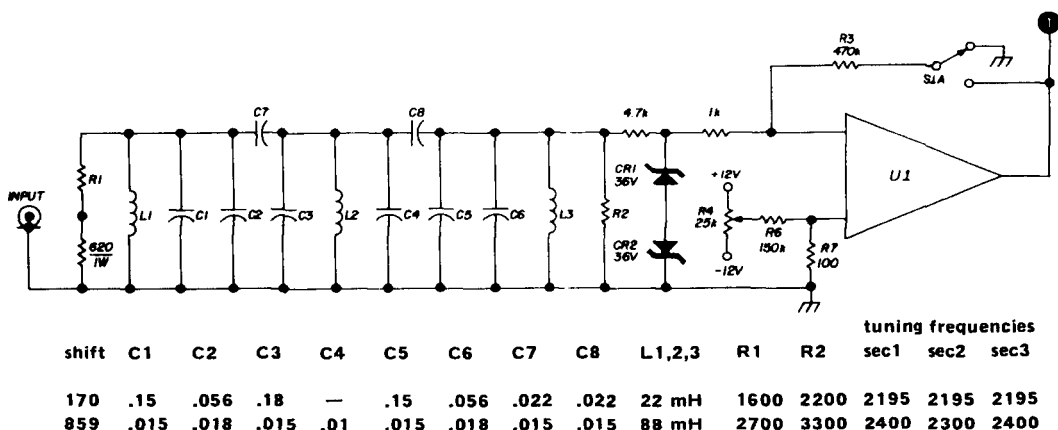 1
R3
470k
S1A
C7
C8
4.7k
1k
CR1
36V
+12V
U1
R1
INPUT
L1
C1
C2
C3
L2
C4
C5
C6
L3
R2
R4
25k
R6
150k
R7
100
620
1W
CR2
36V
-12V
tuning frequencies
shift C1 C2 C3 C4 C5 C6 C7 C8 L1,2,3 R1 R2 sec1 sec2 sec3
170 .15 .056 .18 — .15 .056 .022 .022 22 mH 1600 2200 2195 2195 2195
859 .015 .018 .015 .01 .015 .018 .015 .015 88 mH 2700 3300 2400 2300 2400